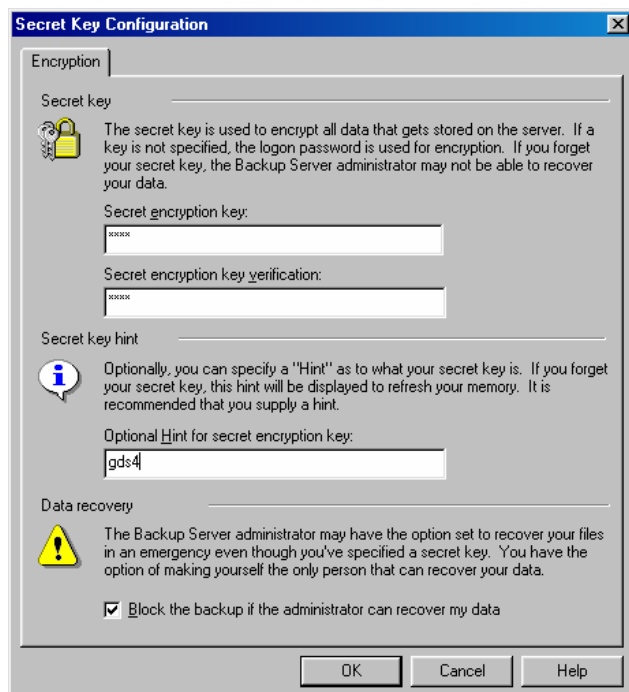 Secret Key Configuration
Encryption
Secret key
The secret key is used to encrypt all data that gets stored on the server. If a
key is not specified, the logon password is used for encryption. If you forget
your secret key, the Backup Server administrator may not be able to recover
your data.
Secret encryption key:
****
Secret encryption key verification:
****
Secret key hint
Optionally, you can specify a "Hint" as to what your secret key is. If you forget
your secret key, this hint will be displayed to refresh your memory. It is
recommended that you supply a hint.
Optional Hint for secret encryption key:
gds4
Data recovery
The Backup Server administrator may have the option set to recover your files
in an emergency even though you've specified a secret key. You have the
option of making yourself the only person that can recover your data.
Block the backup if the administrator can recover my data
OK Cancel Help